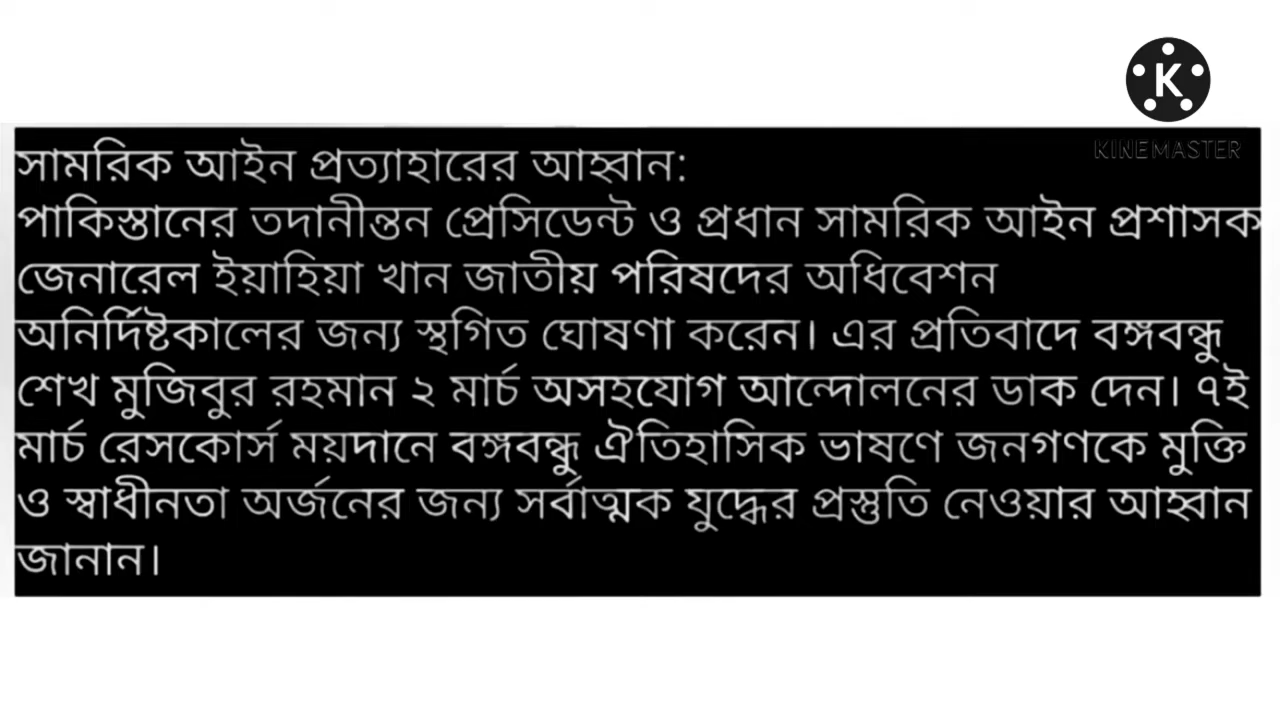 K
KINEMASTER
সামরিক আইন প্রত্যাহারের আহ্বান:
পাকিস্তানের তদানীন্তন প্রেসিডেন্ট ও প্রধান সামরিক আইন প্রশাসক
জেনারেল ইয়াহিয়া খান জাতীয় পরিষদের অধিবেশন
অনির্দিষ্টকালের জন্য স্থগিত ঘোষণা করেন। এর প্রতিবাদে বঙ্গবন্ধু
শেখ মুজিবুর রহমান ২ মার্চ অসহযোগ আন্দোলনের ডাক দেন। ৭ই
মার্চ রেসকোর্স ময়দানে বঙ্গবন্ধু ঐতিহাসিক ভাষণে জনগণকে মুক্তি
ও স্বাধীনতা অর্জনের জন্য সর্বাত্মক যুদ্ধের প্রস্তুতি নেওয়ার আহ্বান
জানান।